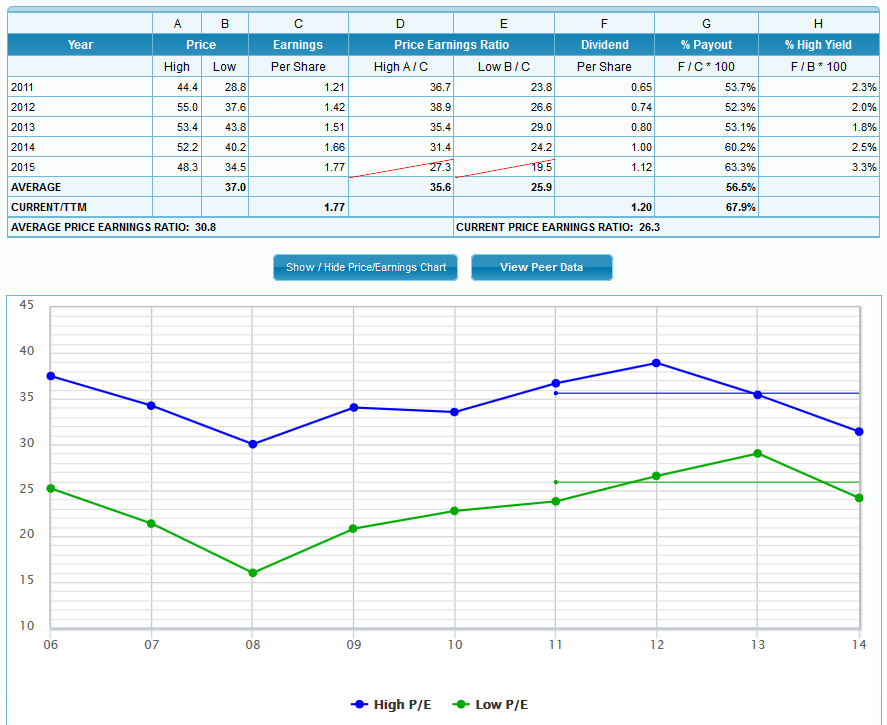 A B C D E F G H
Year Price Earnings Price Earnings Ratio Dividend % Payout % High Yield
High Low Per Share High A / C Low B / C Per Share F / C * 100 F / B * 100
2011 44.4 28.8 1.21 36.7 23.8 0.65 53.7% 2.3%
2012 55.0 37.6 1.42 38.9 26.6 0.74 52.3% 2.0%
2013 53.4 43.8 1.51 35.4 29.0 0.80 53.1% 1.8%
2014 52.2 40.2 1.66 31.4 24.2 1.00 60.2% 2.5%
2015 48.3 34.5 1.77 27.3 19.5 1.12 63.3% 3.3%
AVERAGE 37.0 35.6 25.9 56.5%
CURRENT/TTM 1.77 1.20 67.9%
AVERAGE PRICE EARNINGS RATIO: 30.8 CURRENT PRICE EARNINGS RATIO: 26.3
Show / Hide Price/Earnings Chart View Peer Data
45
40
35
30
25
20
15
10
06 07 08 09 10 11 12 13 14
High P/E Low P/E